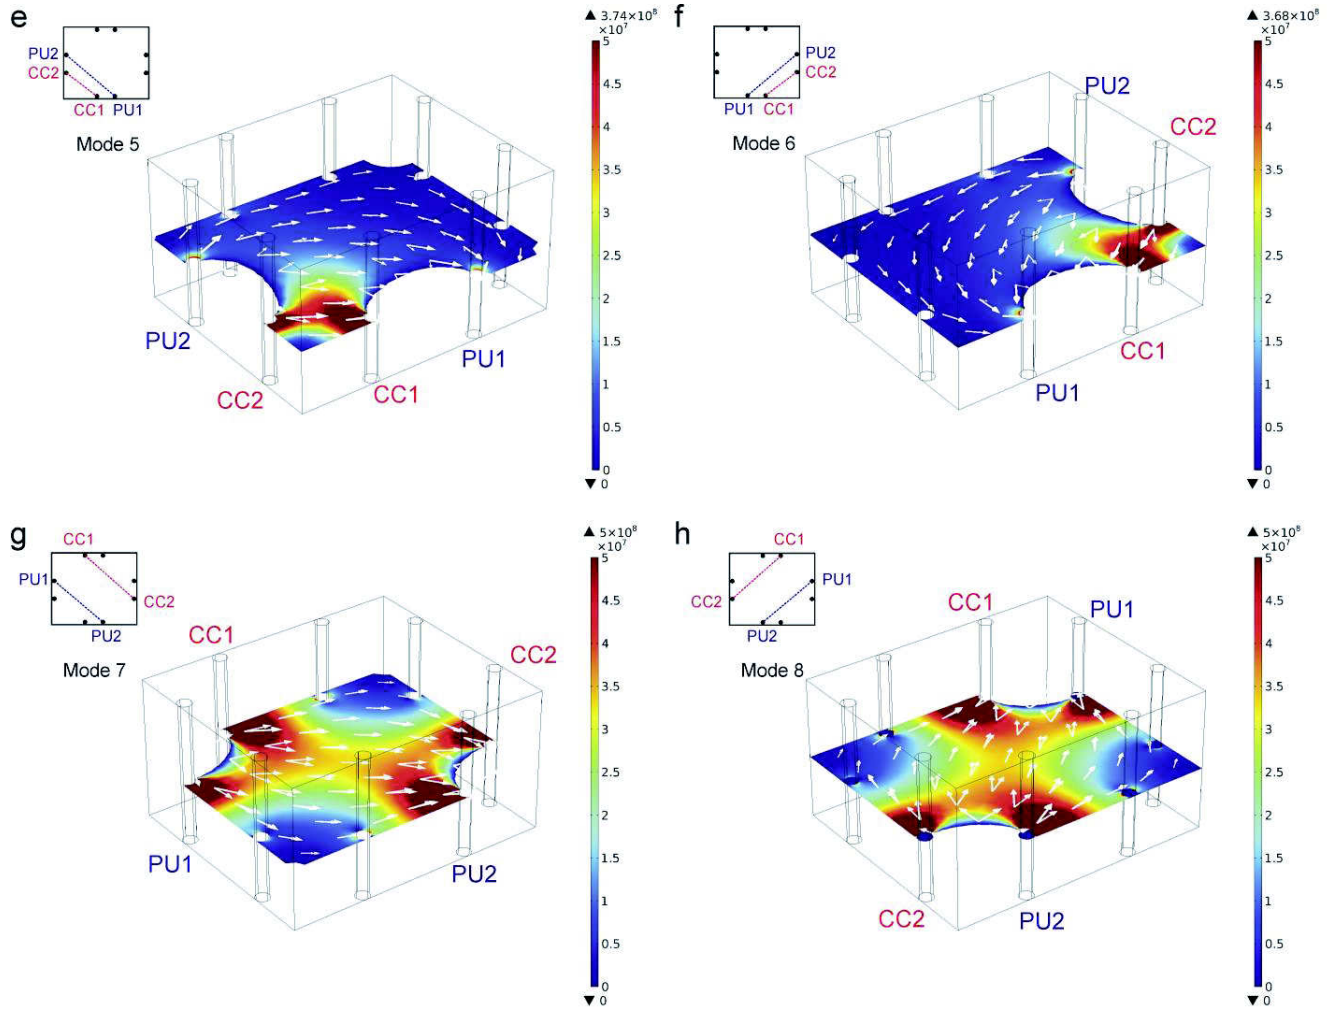 e
PU2
CC2
CC1 PU1
Mode 5
PU2
CC2
CC1
PU1
▲ 3.74×10⁸
×10⁷
5
4.5
4
3.5
3
2.5
2
1.5
1
0.5
0
▼ 0
f
PU2
CC2
PU1 CC1
Mode 6
PU2
CC2
CC1
PU1
▲ 3.68×10⁸
×10⁷
5
4.5
4
3.5
3
2.5
2
1.5
1
0.5
0
▼ 0
g
CC1
PU1
CC2
PU2
Mode 7
CC1
CC2
PU1
PU2
▲ 5×10⁸
×10⁷
5
4.5
4
3.5
3
2.5
2
1.5
1
0.5
0
▼ 0
h
CC1
PU1
CC2
PU2
Mode 8
CC1
PU1
CC2
PU2
▲ 5×10⁸
×10⁷
5
4.5
4
3.5
3
2.5
2
1.5
1
0.5
0
▼ 0